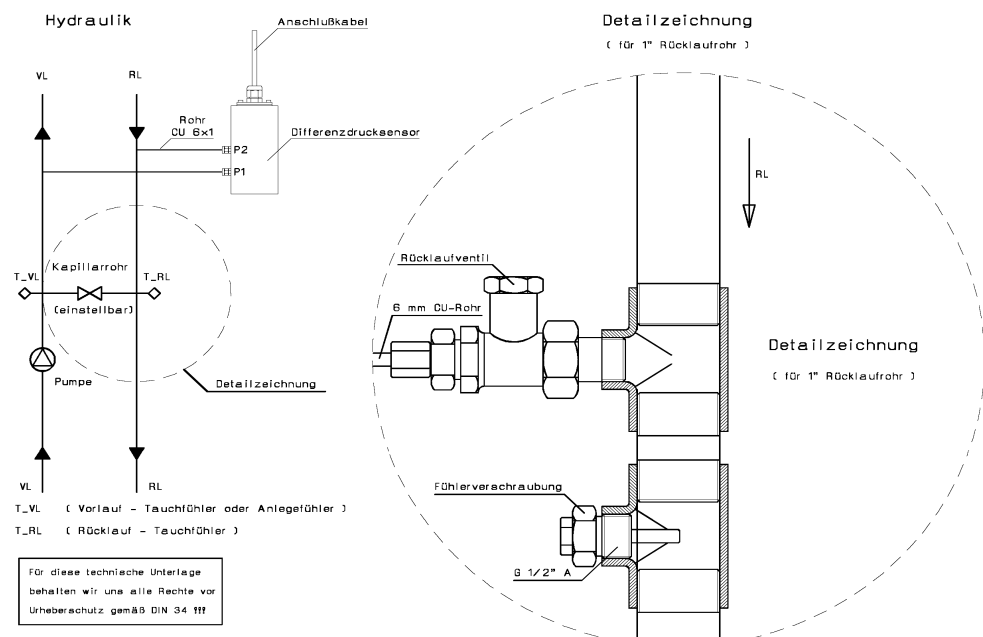 Hydraulik
Anschlußkabel
VL
RL
Rohr
CU 6x1
P2
P1
Differenzdrucksensor
T_VL
Kapillarrohr
T_RL
(einstellbar)
Pumpe
Detailzeichnung
VL
RL
T_VL ( Vorlauf - Tauchfühler oder Anlegefühler )
T_RL ( Rücklauf - Tauchfühler )
Für diese technische Unterlage
behalten wir uns alle Rechte vor
Urheberschutz gemäß DIN 34 !!!
Detailzeichnung
( für 1" Rücklaufrohr )
RL
Rücklaufventil
6 mm CU-Rohr
Detailzeichnung
( für 1" Rücklaufrohr )
Fühlerverschraubung
G 1/2" A